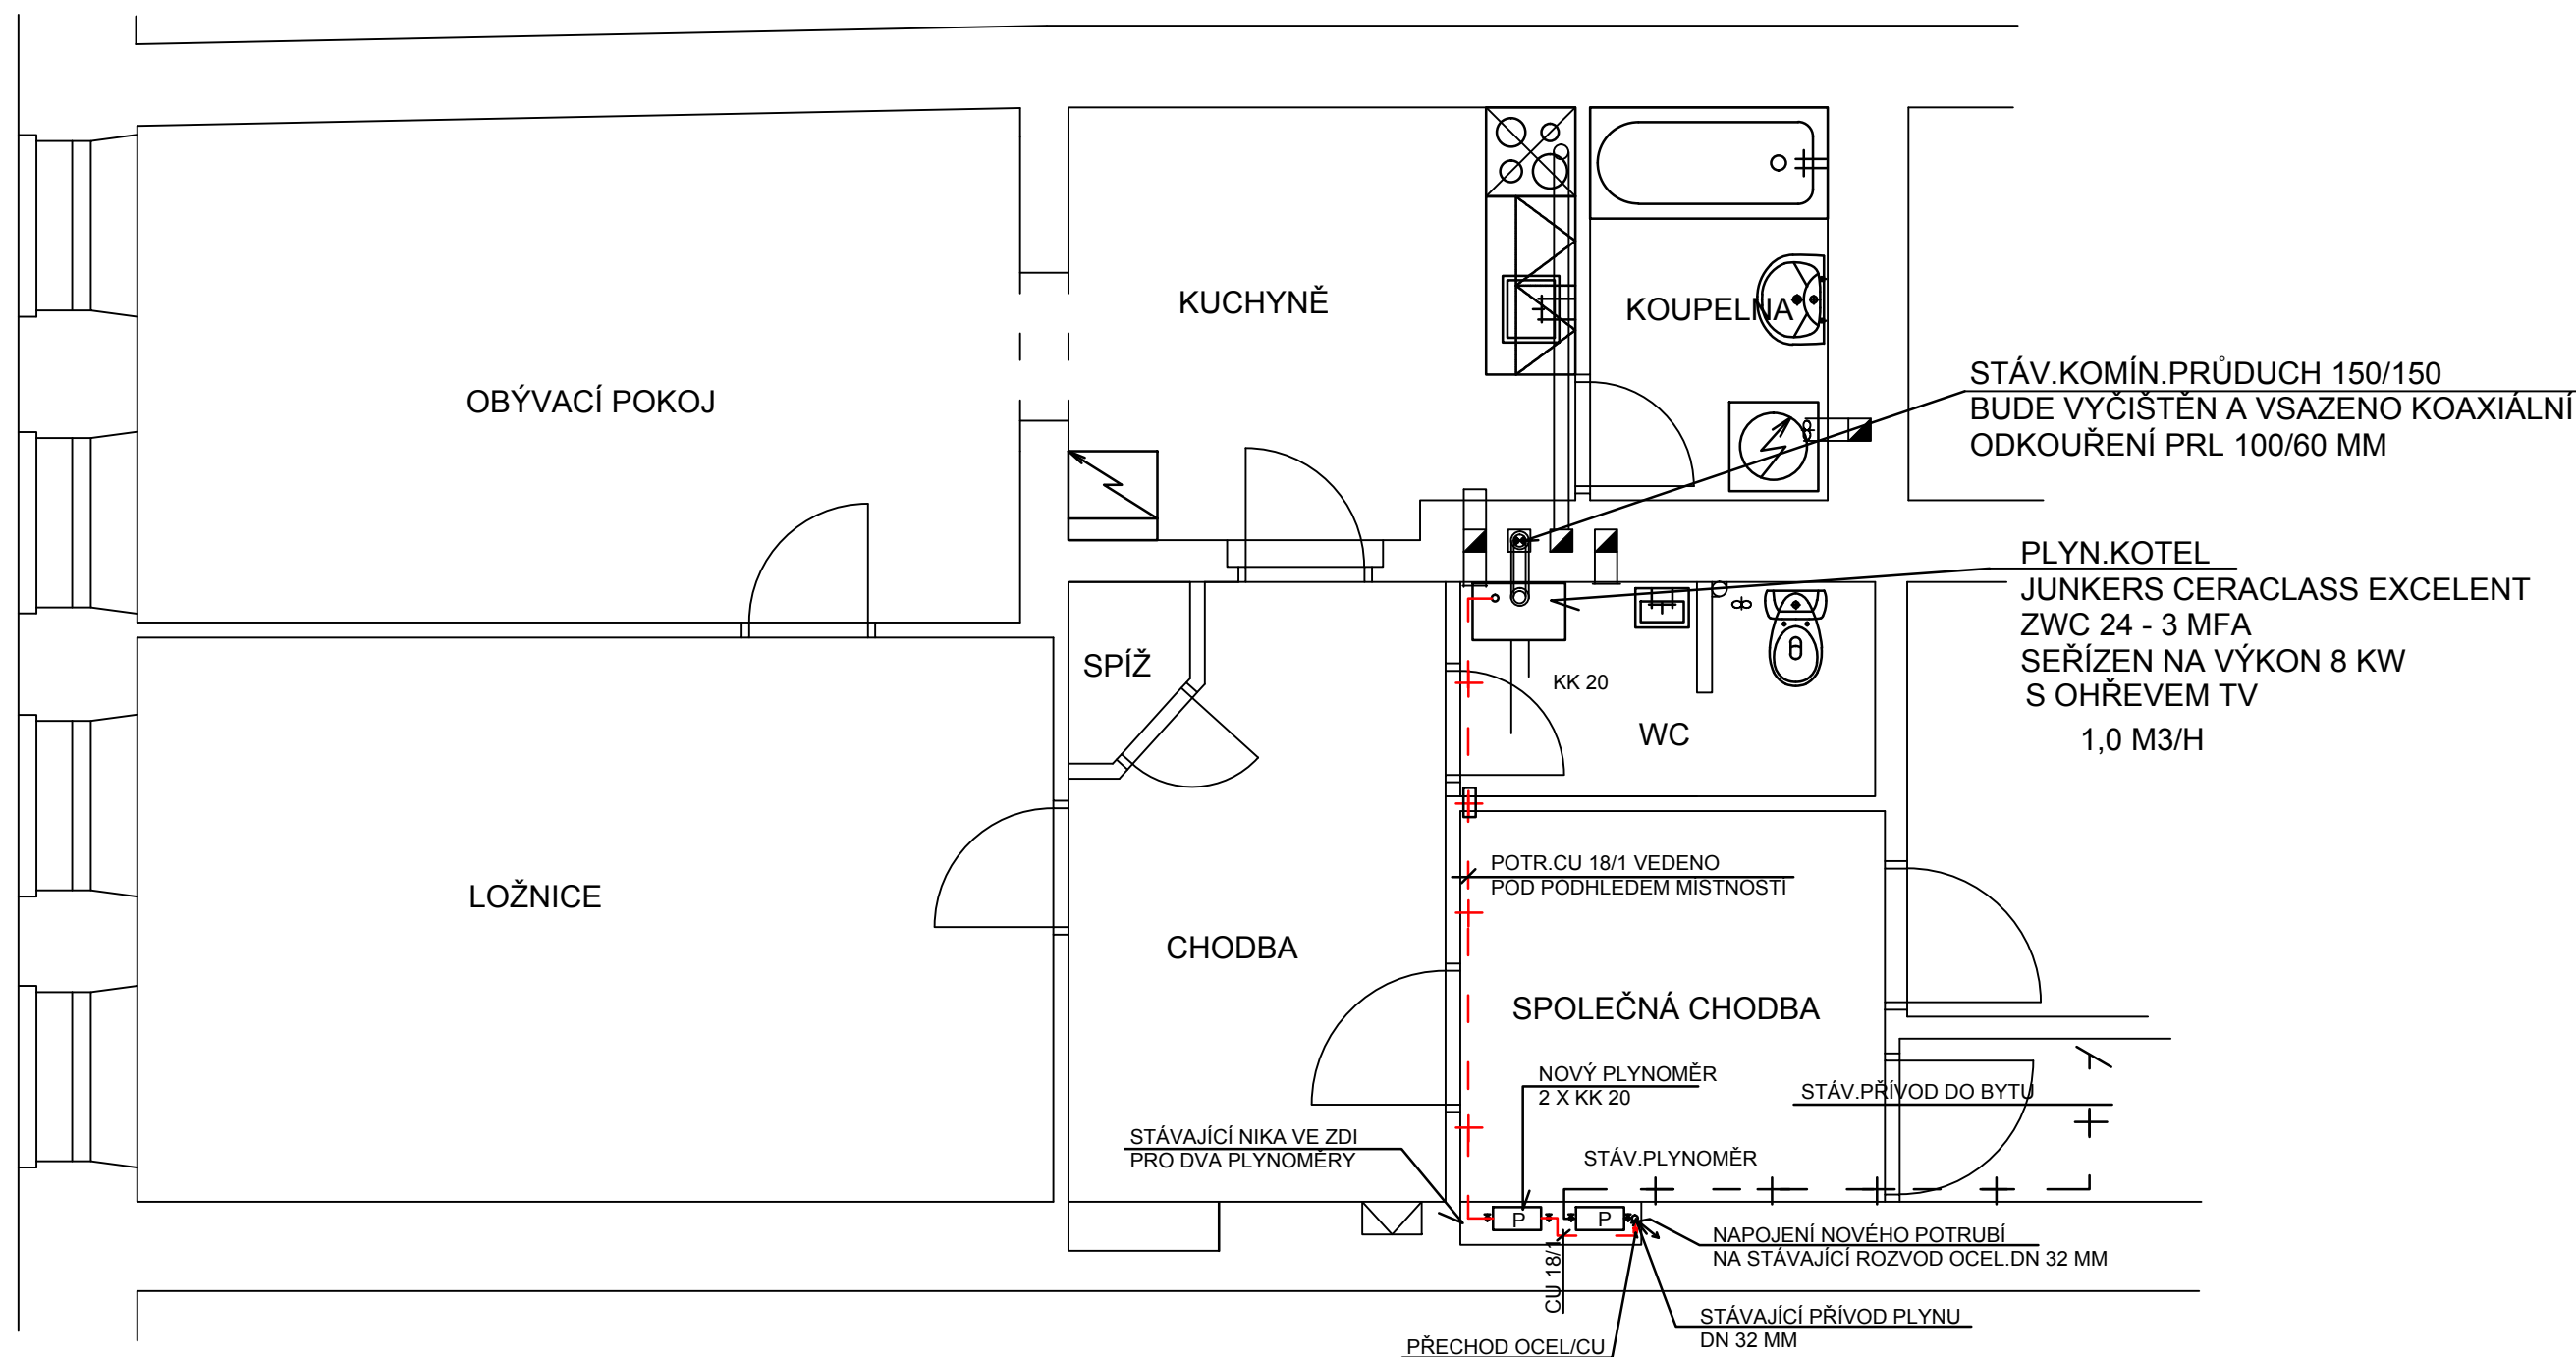 KUCHYNĚ
KOUPELNA
OBÝVACÍ POKOJ
STÁV.KOMÍN.PRŮDUCH 150/150
BUDE VYČIŠTĚN A VSAZENO KOAXIÁLNÍ
ODKOUŘENÍ PRL 100/60 MM
PLYN.KOTEL
JUNKERS CERACLASS EXCELENT
ZWC 24 - 3 MFA
SEŘÍZEN NA VÝKON 8 KW
S OHŘEVEM TV
1,0 M3/H
SPÍŽ
KK 20
WC
POTR.CU 18/1 VEDENO
POD PODHLEDEM MÍSTNOSTÍ
LOŽNICE
CHODBA
SPOLEČNÁ CHODBA
NOVÝ PLYNOMĚR
2 X KK 20
STÁV.PŘÍVOD DO BYTU
STÁVAJÍCÍ NIKA VE ZDI
PRO DVA PLYNOMĚRY
STÁV.PLYNOMĚR
P
P
NAPOJENÍ NOVÉHO POTRUBÍ
NA STÁVAJÍCÍ ROZVOD OCEL.DN 32 MM
CU 18/1
STÁVAJÍCÍ PŘÍVOD PLYNU
DN 32 MM
PŘECHOD OCEL/CU